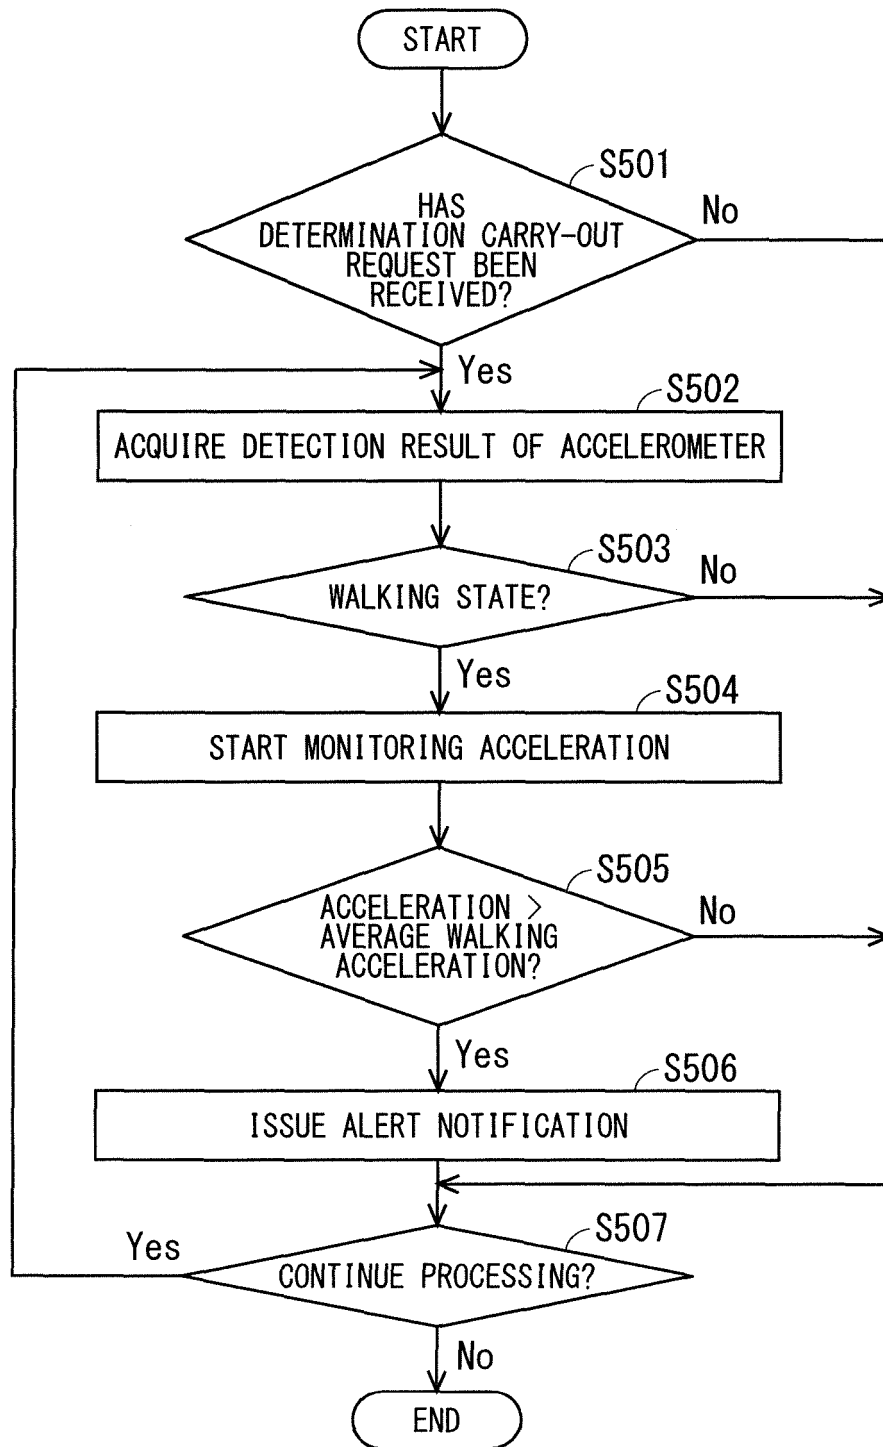 START
S501
HAS
DETERMINATION CARRY-OUT
REQUEST BEEN
RECEIVED?
No
Yes
S502
ACQUIRE DETECTION RESULT OF ACCELEROMETER
S503
WALKING STATE?
No
Yes
S504
START MONITORING ACCELERATION
S505
ACCELERATION >
AVERAGE WALKING
ACCELERATION?
No
Yes
S506
ISSUE ALERT NOTIFICATION
S507
Yes
CONTINUE PROCESSING?
No
END